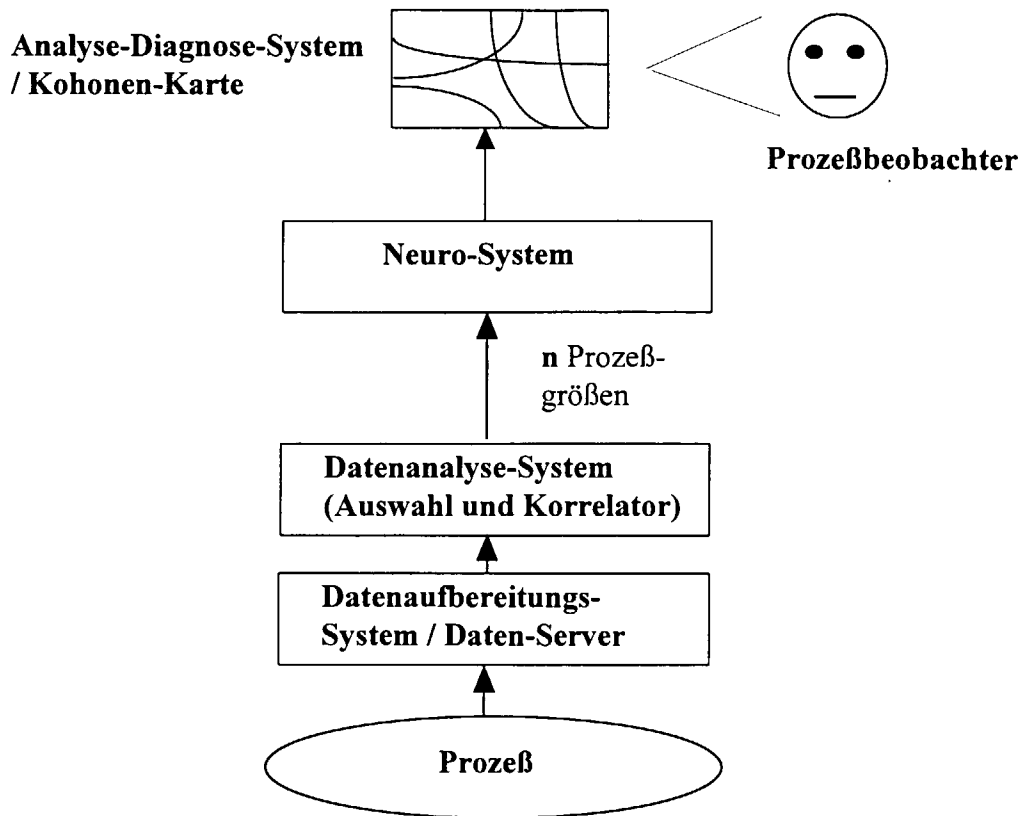 Analyse-Diagnose-System
/ Kohonen-Karte
Prozeßbeobachter
Neuro-System
n Prozeß-
größen
Datenanalyse-System
(Auswahl und Korrelator)
Datenaufbereitungs-
System / Daten-Server
Prozeß